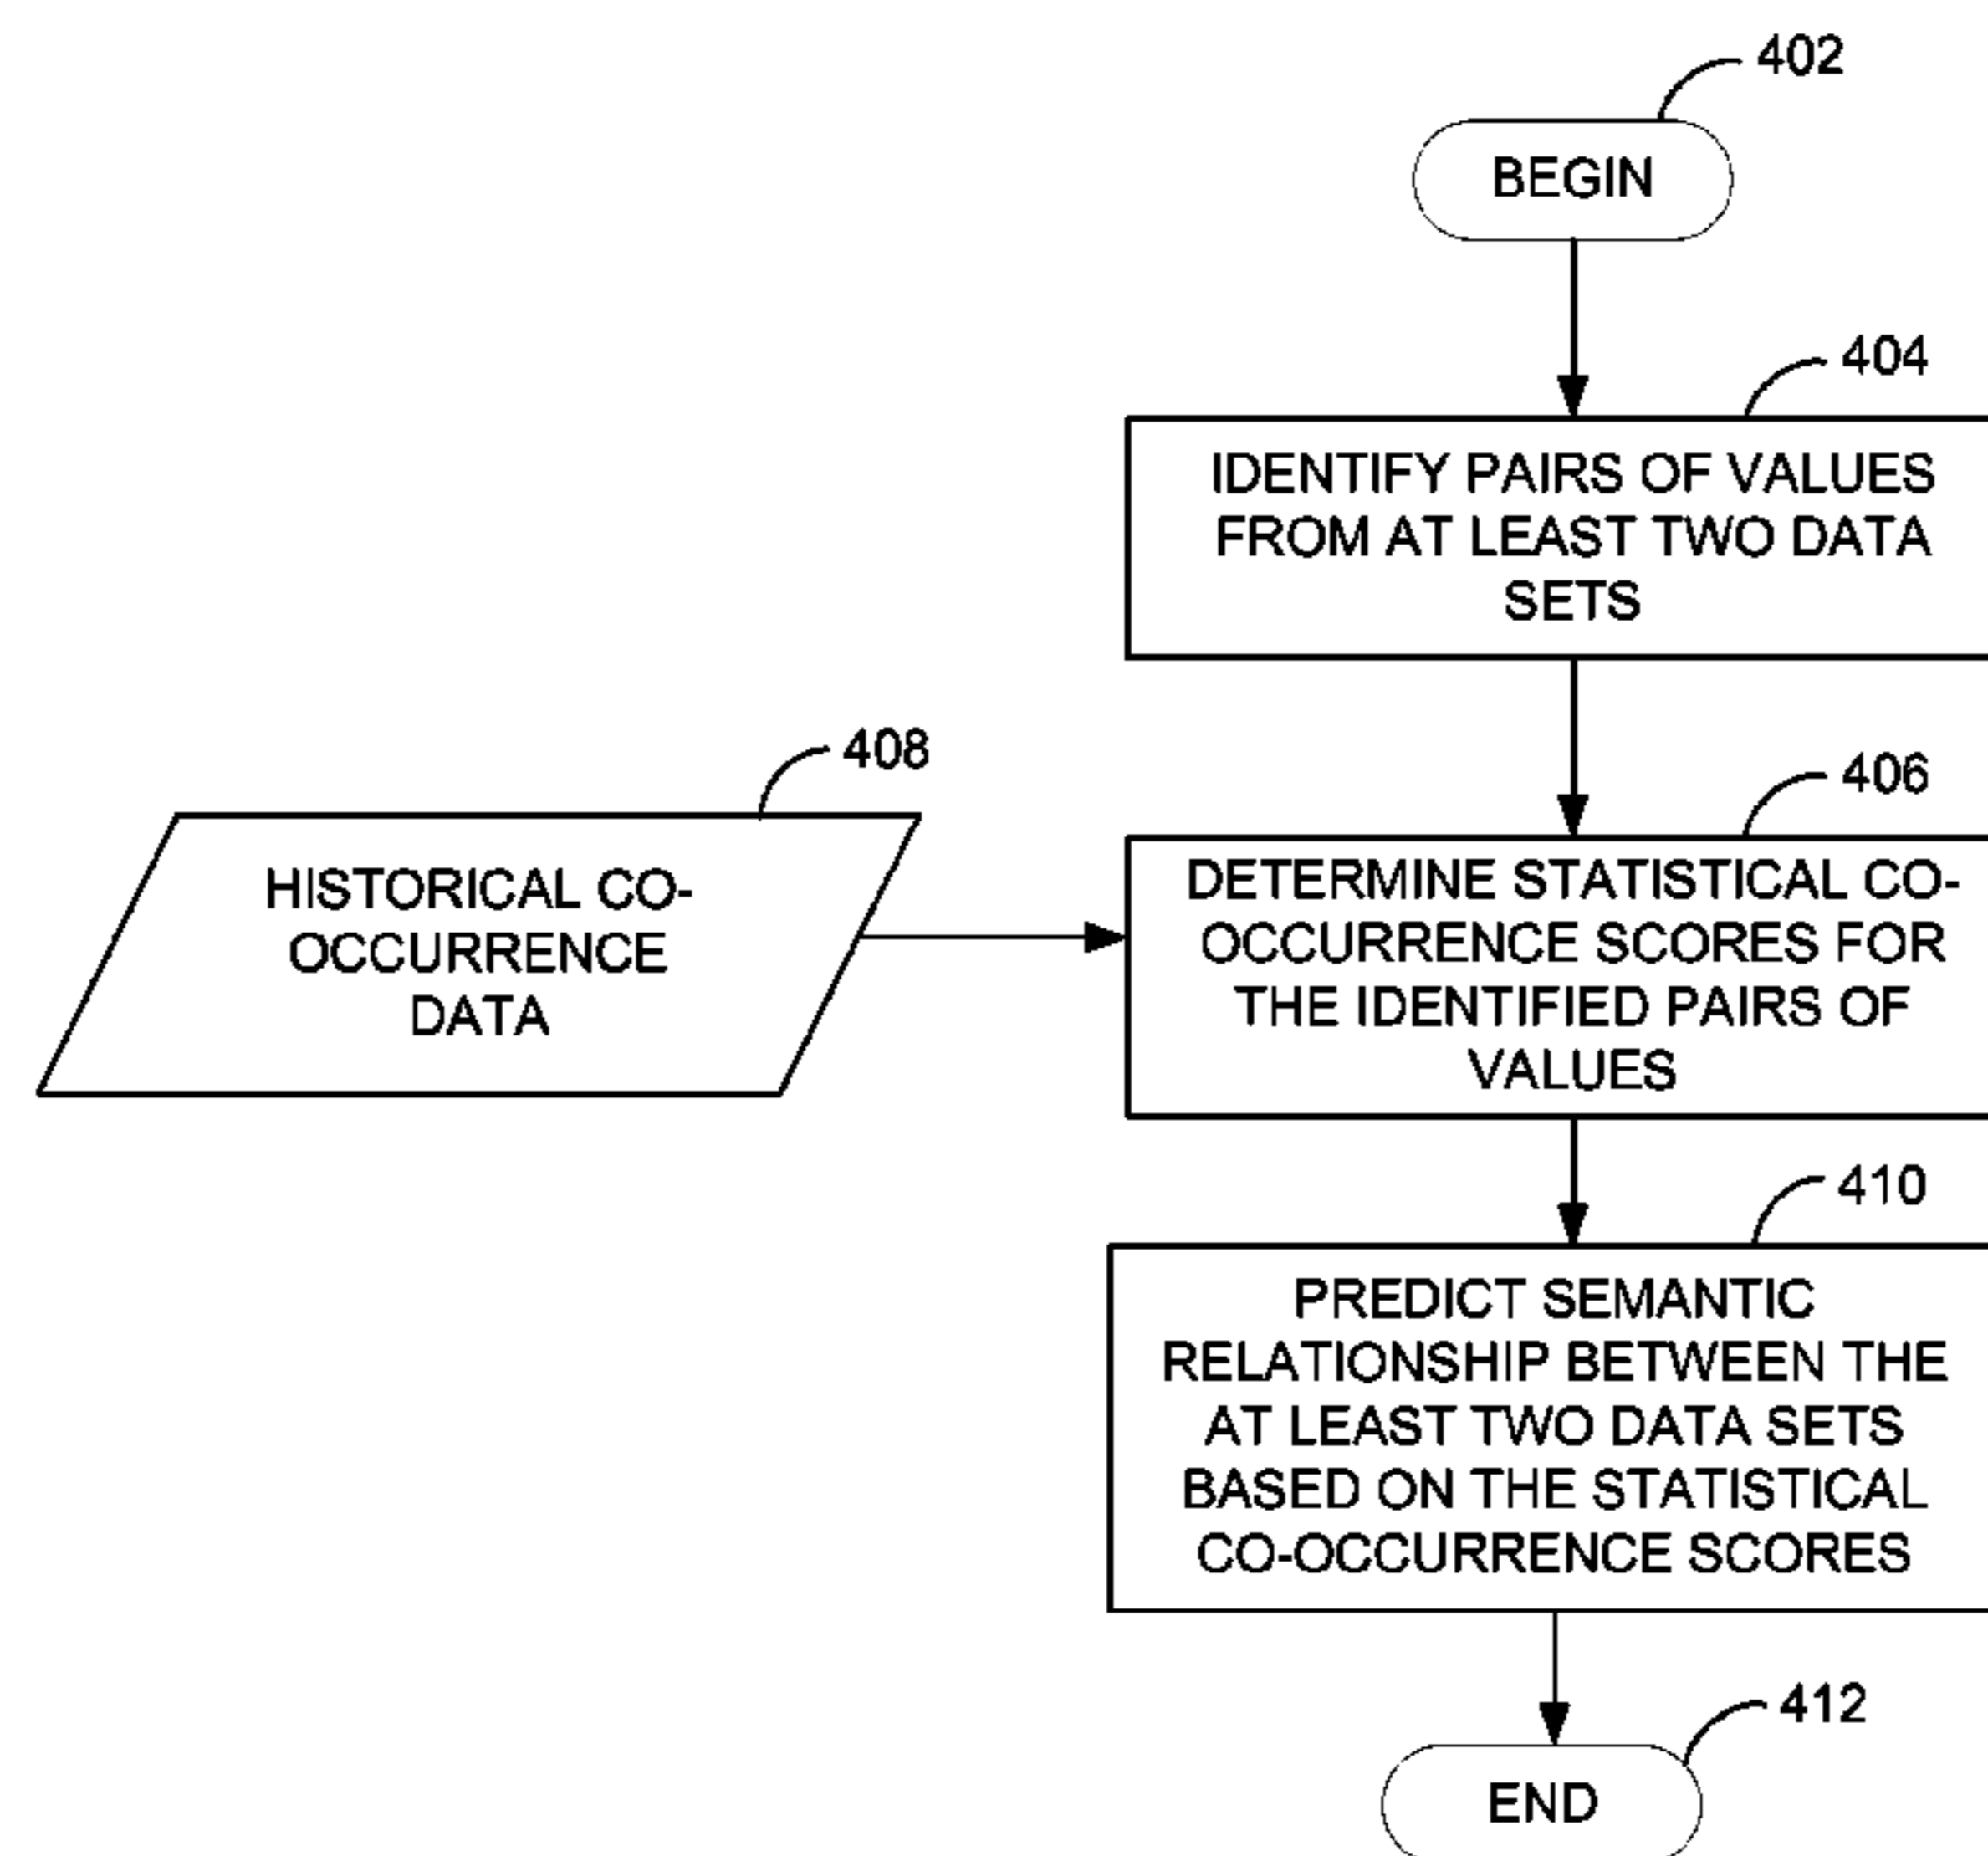 402
BEGIN
404
IDENTIFY PAIRS OF VALUES
FROM AT LEAST TWO DATA
SETS
408
HISTORICAL CO-
OCCURRENCE
DATA
406
DETERMINE STATISTICAL CO-
OCCURRENCE SCORES FOR
THE IDENTIFIED PAIRS OF
VALUES
410
PREDICT SEMANTIC
RELATIONSHIP BETWEEN THE
AT LEAST TWO DATA SETS
BASED ON THE STATISTICAL
CO-OCCURRENCE SCORES
412
END